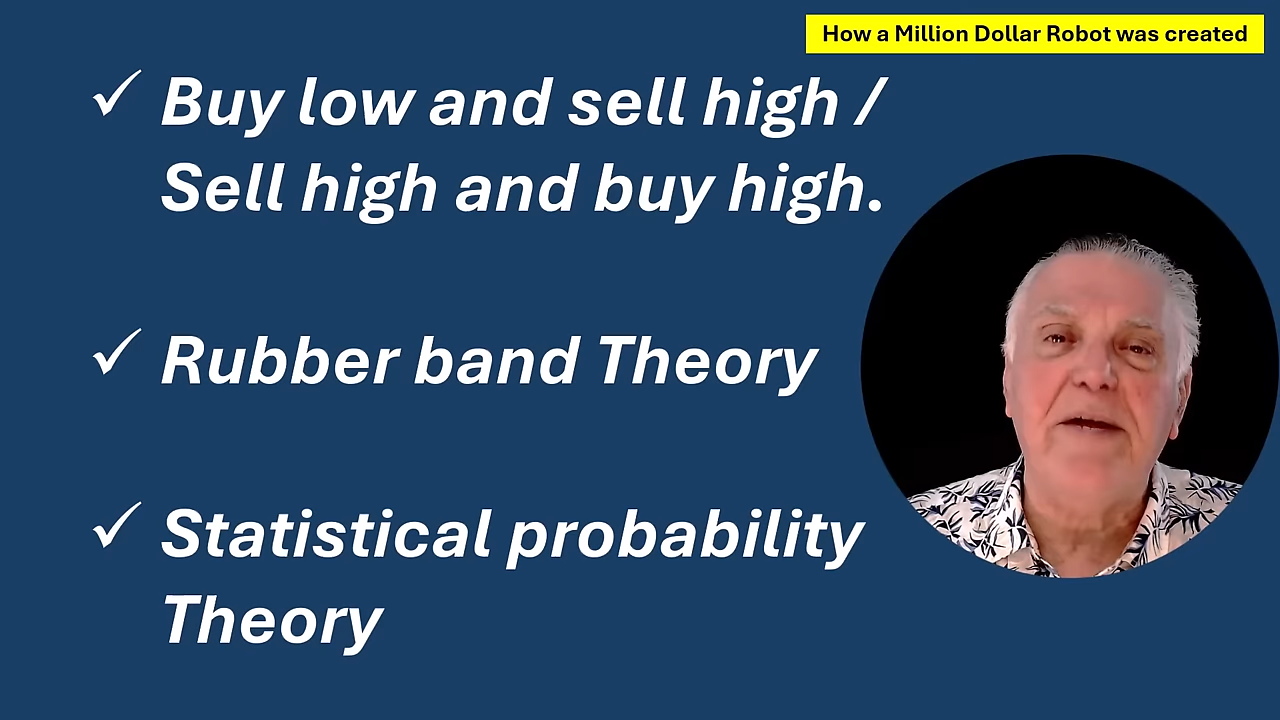 How a Million Dollar Robot was created
✓ Buy low and sell high /
Sell high and buy high.
✓ Rubber band Theory
✓ Statistical probability
Theory